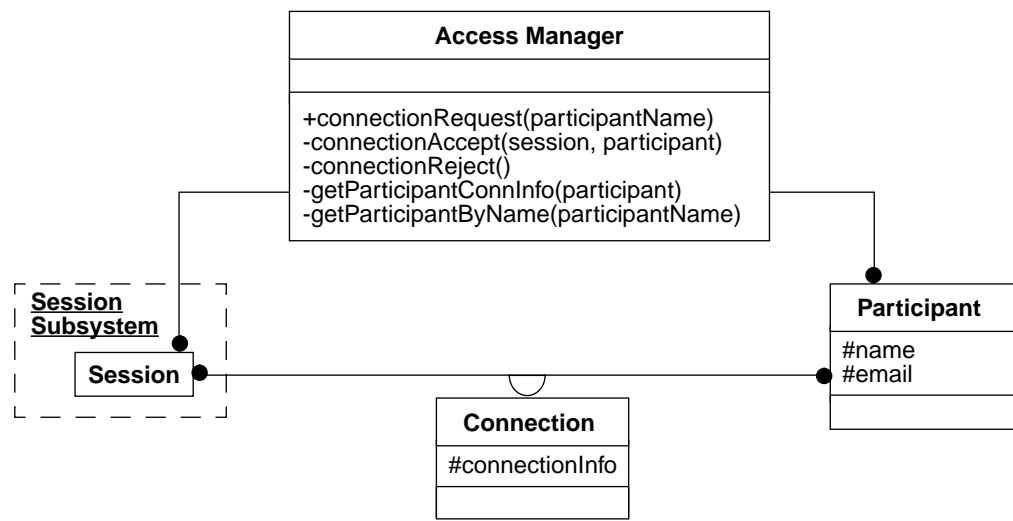 Access Manager
+connectionRequest(participantName)
-connectionAccept(session, participant)
-connectionReject()
-getParticipantConnInfo(participant)
-getParticipantByName(participantName)
Session
Subsystem
Session
Participant
#name
#email
Connection
#connectionInfo